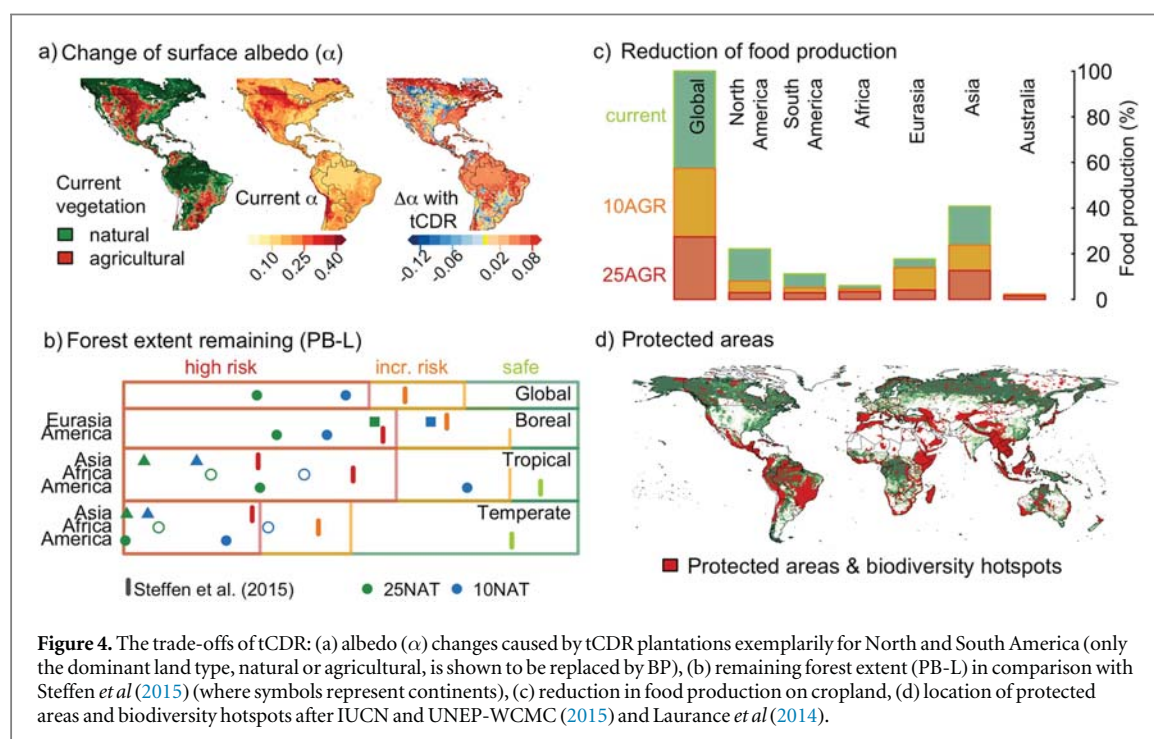 a) Change of surface albedo (α)
Current
vegetation
natural
agricultural
Current α
0.10
0.25
0.40
Δα with
tCDR
-0.12
-0.06
0.02
0.08
b) Forest extent remaining (PB-L)
high risk
incr. risk
safe
Global
Eurasia
America
Boreal
Asia
Africa
America
Tropical
Asia
Africa
America
Temperate
Steffen et al. (2015)
25NAT
10NAT
c) Reduction of food production
current
10AGR
25AGR
Global
North
America
South
America
Africa
Eurasia
Asia
Australia
100
80
60
40
20
0
Food production (%)
d) Protected areas
Protected areas & biodiversity hotspots
Figure 4. The trade-offs of tCDR: (a) albedo (α) changes caused by tCDR plantations exemplarily for North and South America (only
the dominant land type, natural or agricultural, is shown to be replaced by BP), (b) remaining forest extent (PB-L) in comparison with
Steffen et al (2015) (where symbols represent continents), (c) reduction in food production on cropland, (d) location of protected
areas and biodiversity hotspots after IUCN and UNEP-WCMC (2015) and Laurance et al (2014).